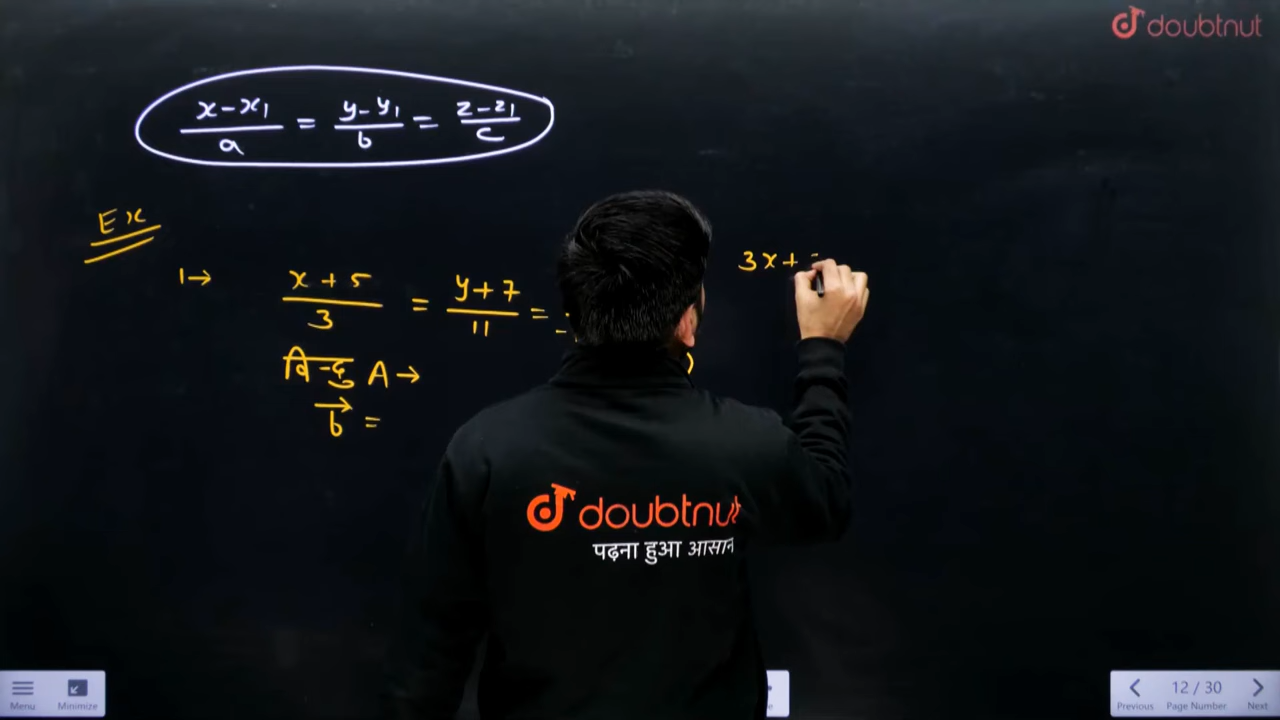 doubtnut
x-x₁/a = y-y₁/b = z-z₁/c
Ex
1→ x+5/3 = y+7/11 =
3x+
बिन्दु A→
b⃗ =
doubtnut
पढ़ना हुआ आसान
Menu Minimize
12 / 30
Previous Page Number Next